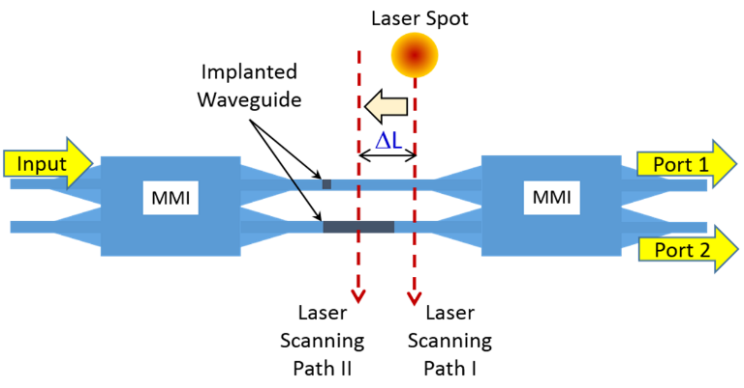 Laser Spot
Implanted
Waveguide
ΔL
Input
MMI
MMI
Port 1
Port 2
Laser
Scanning
Path II
Laser
Scanning
Path I